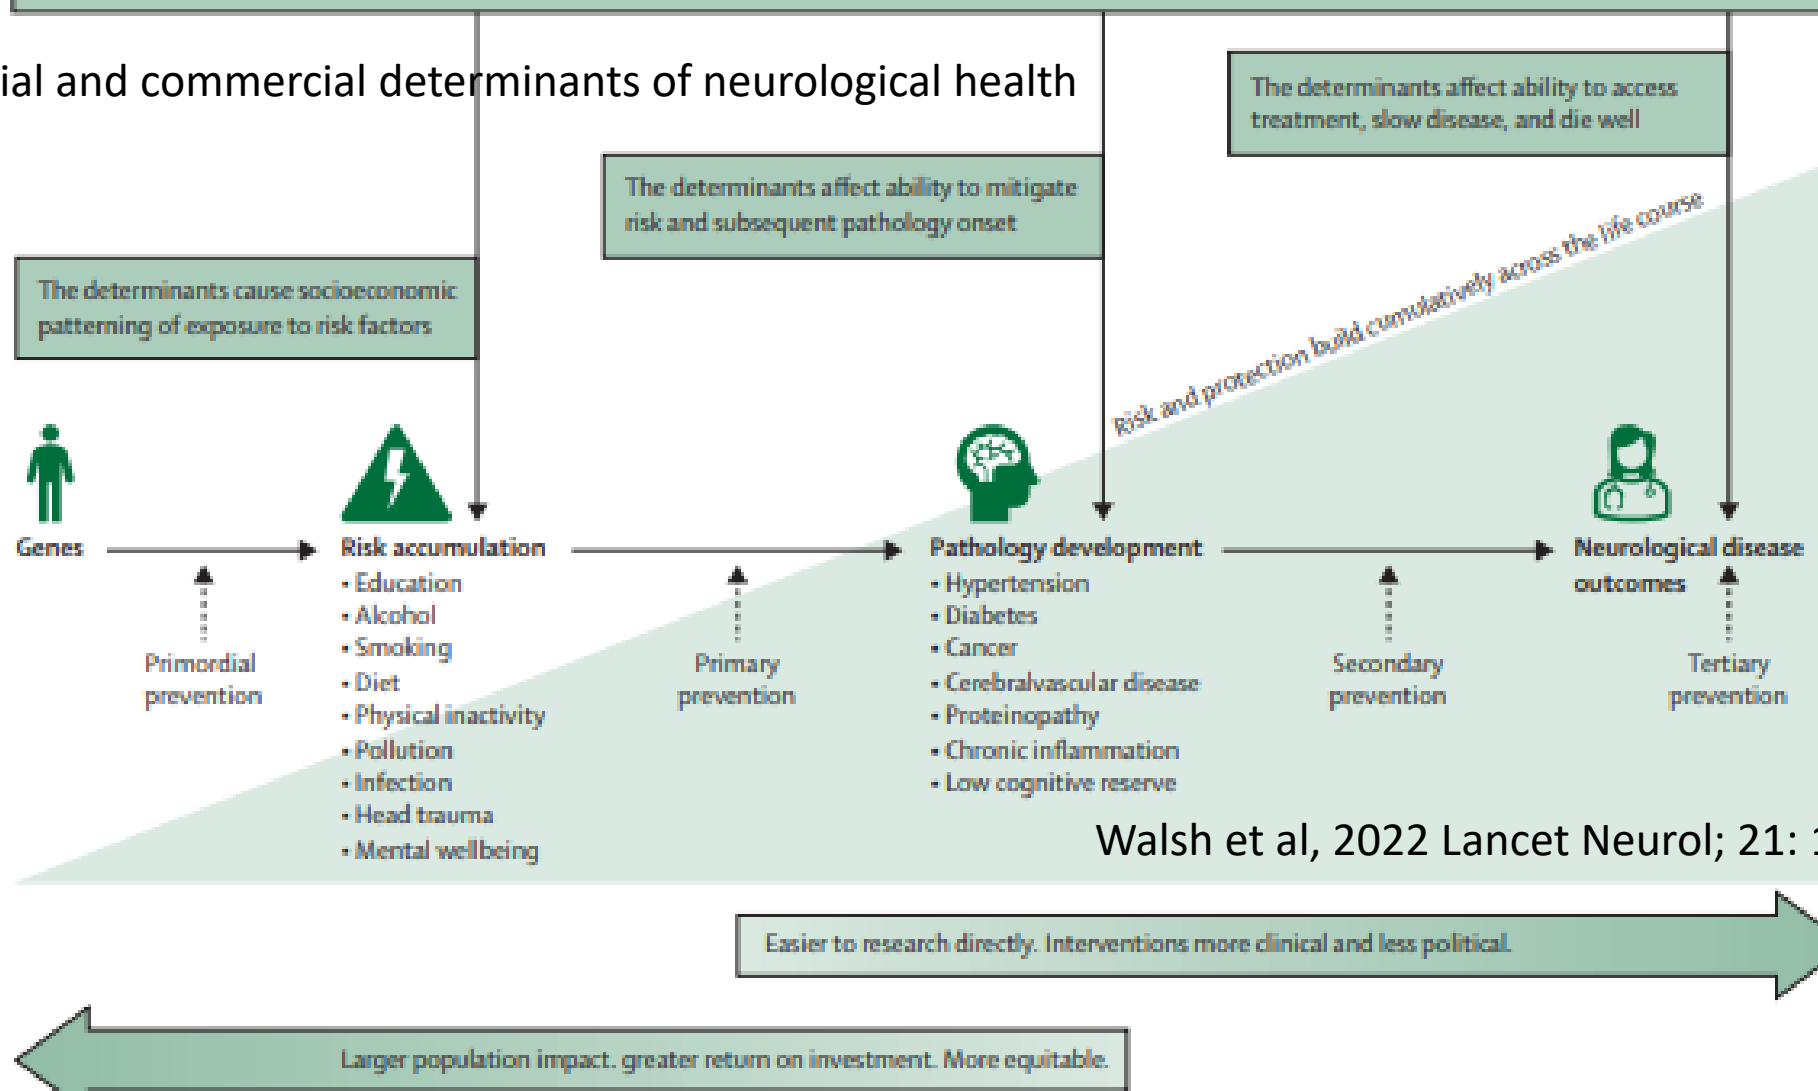 ial and commercial determinants of neurological health
The determinants affect ability to access
treatment, slow disease, and die well
The determinants affect ability to mitigate
risk and subsequent pathology onset
The determinants cause socioeconomic
patterning of exposure to risk factors
Risk and protection build cumulatively across the life course
Genes
Risk accumulation
• Education
• Alcohol
• Smoking
• Diet
• Physical inactivity
• Pollution
• Infection
• Head trauma
• Mental wellbeing
Pathology development
• Hypertension
• Diabetes
• Cancer
• Cerebralvascular disease
• Proteinopathy
• Chronic inflammation
• Low cognitive reserve
Neurological disease
outcomes
Primordial
prevention
Primary
prevention
Secondary
prevention
Tertiary
prevention
Walsh et al, 2022 Lancet Neurol; 21:
Easier to research directly. Interventions more clinical and less political.
Larger population impact. greater return on investment. More equitable.